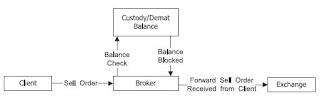 Custody/Demat
Balance
Balance
Check
Balance
Blocked
Client
Sell Order
Broker
Forward Sell Order
Received from Client
Exchange